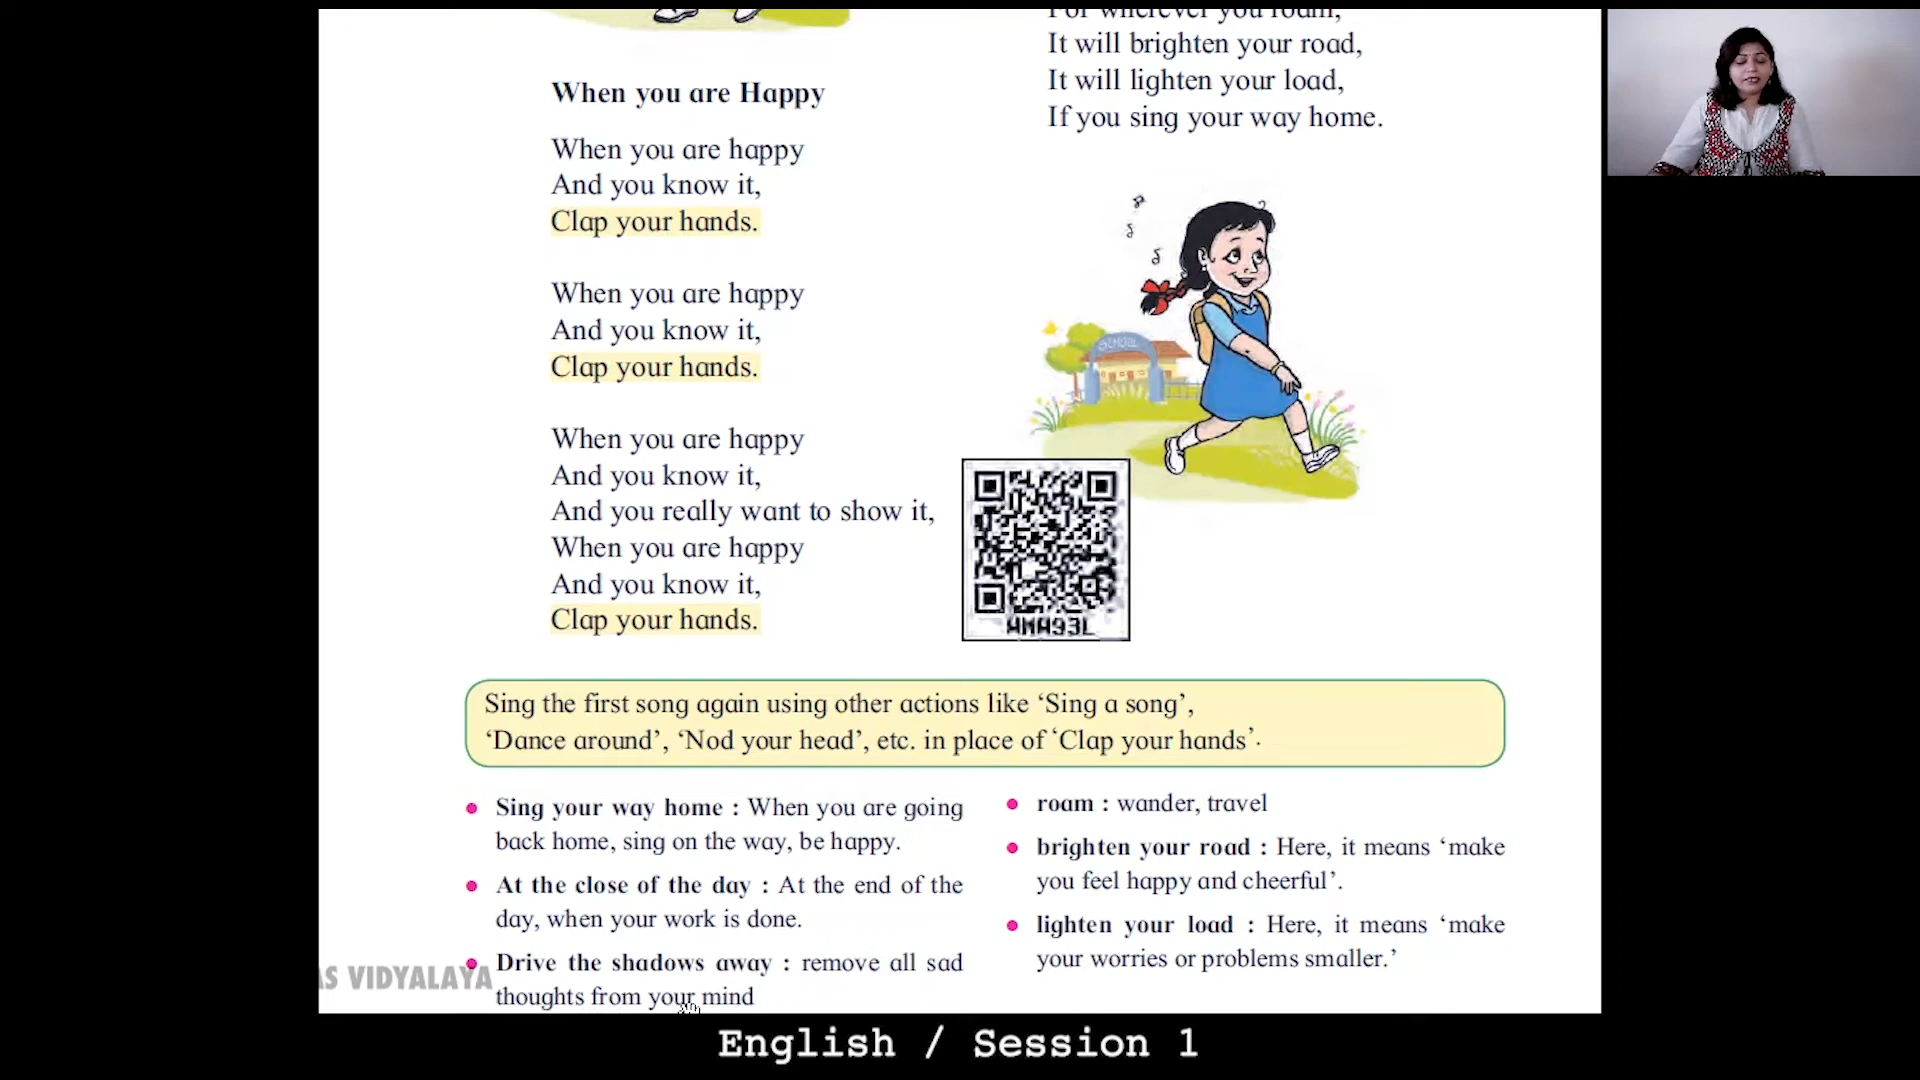 When you are Happy
When you are happy
And you know it,
Clap your hands.
When you are happy
And you know it,
Clap your hands.
When you are happy
And you know it,
And you really want to show it,
When you are happy
And you know it,
Clap your hands.
For wherever you roam,
It will brighten your road,
It will lighten your load,
If you sing your way home.
SCHOOL
Sing the first song again using other actions like ‘Sing a song’,
‘Dance around’, ‘Nod your head’, etc. in place of ‘Clap your hands’.
• Sing your way home : When you are going
back home, sing on the way, be happy.
• At the close of the day : At the end of the
day, when your work is done.
• Drive the shadows away : remove all sad
thoughts from your mind
• roam : wander, travel
• brighten your road : Here, it means ‘make
you feel happy and cheerful’.
• lighten your load : Here, it means ‘make
your worries or problems smaller.’
AS VIDYALAYA
English / Session 1